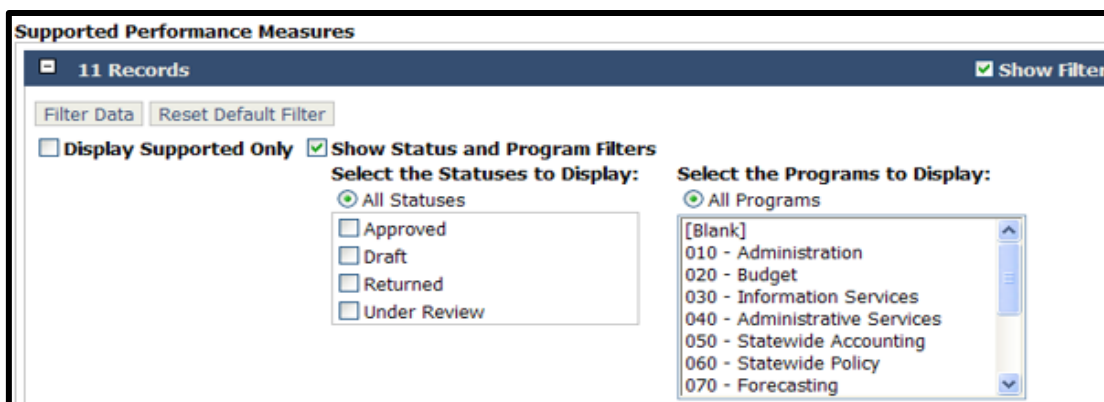 Supported Performance Measures
11 Records Show Filter
Filter Data Reset Default Filter
Display Supported Only Show Status and Program Filters
Select the Statuses to Display: Select the Programs to Display:
All Statuses All Programs
Approved
Draft
Returned
Under Review
[Blank]
010 - Administration
020 - Budget
030 - Information Services
040 - Administrative Services
050 - Statewide Accounting
060 - Statewide Policy
070 - Forecasting